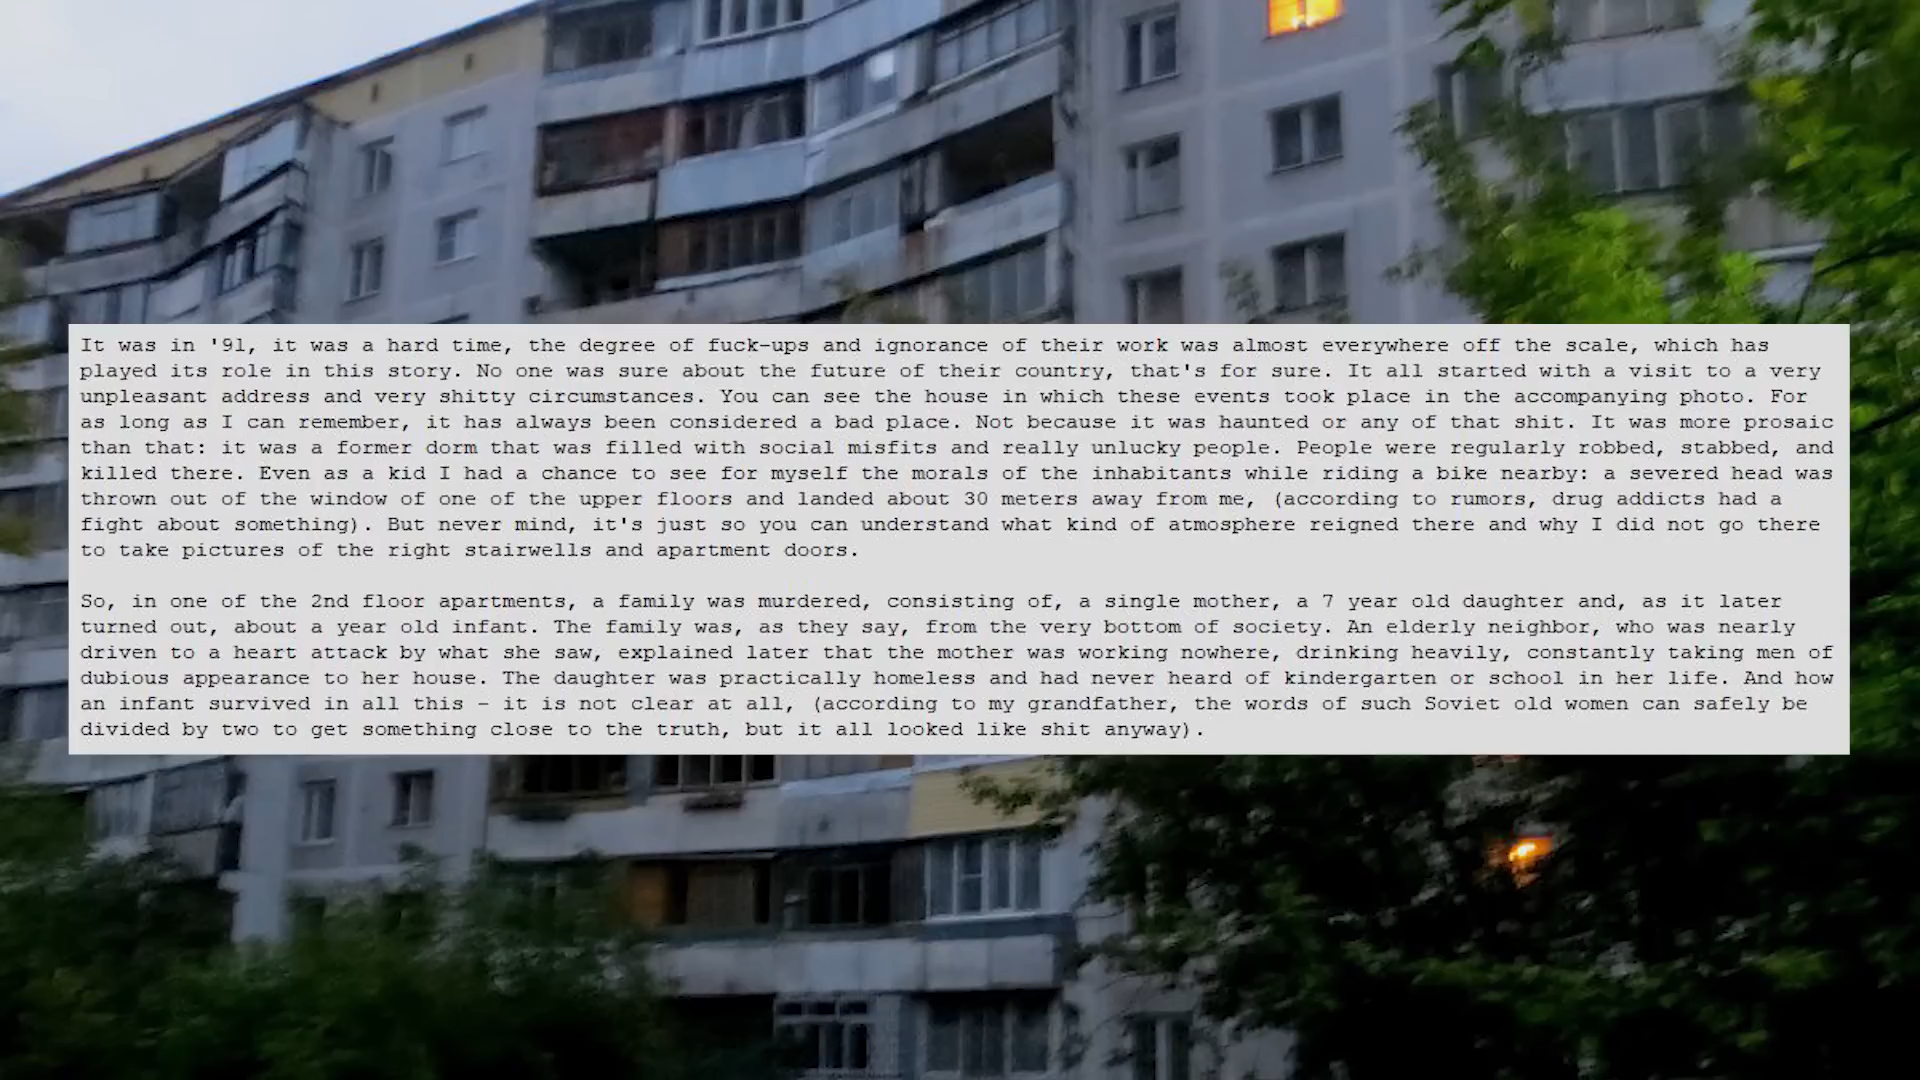 It was in '91, it was a hard time, the degree of fuck-ups and ignorance of their work was almost everywhere off the scale, which has
played its role in this story. No one was sure about the future of their country, that's for sure. It all started with a visit to a very
unpleasant address and very shitty circumstances. You can see the house in which these events took place in the accompanying photo. For
as long as I can remember, it has always been considered a bad place. Not because it was haunted or any of that shit. It was more prosaic
than that: it was a former dorm that was filled with social misfits and really unlucky people. People were regularly robbed, stabbed, and
killed there. Even as a kid I had a chance to see for myself the morals of the inhabitants while riding a bike nearby: a severed head was
thrown out of the window of one of the upper floors and landed about 30 meters away from me, (according to rumors, drug addicts had a
fight about something). But never mind, it's just so you can understand what kind of atmosphere reigned there and why I did not go there
to take pictures of the right stairwells and apartment doors.
So, in one of the 2nd floor apartments, a family was murdered, consisting of, a single mother, a 7 year old daughter and, as it later
turned out, about a year old infant. The family was, as they say, from the very bottom of society. An elderly neighbor, who was nearly
driven to a heart attack by what she saw, explained later that the mother was working nowhere, drinking heavily, constantly taking men of
dubious appearance to her house. The daughter was practically homeless and had never heard of kindergarten or school in her life. And how
an infant survived in all this - it is not clear at all, (according to my grandfather, the words of such Soviet old women can safely be
divided by two to get something close to the truth, but it all looked like shit anyway).